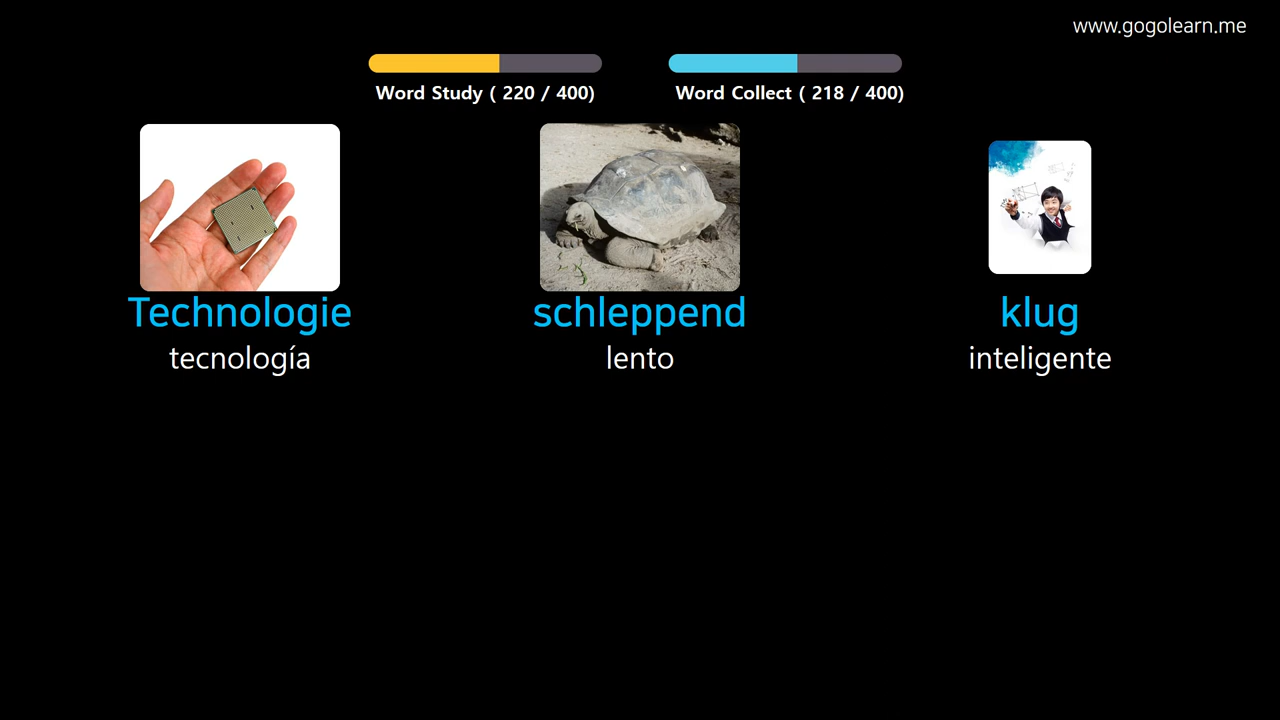 www.gogolearn.me
Word Study ( 220 / 400)
Word Collect ( 218 / 400)
Technologie
tecnología
schleppend
lento
klug
inteligente